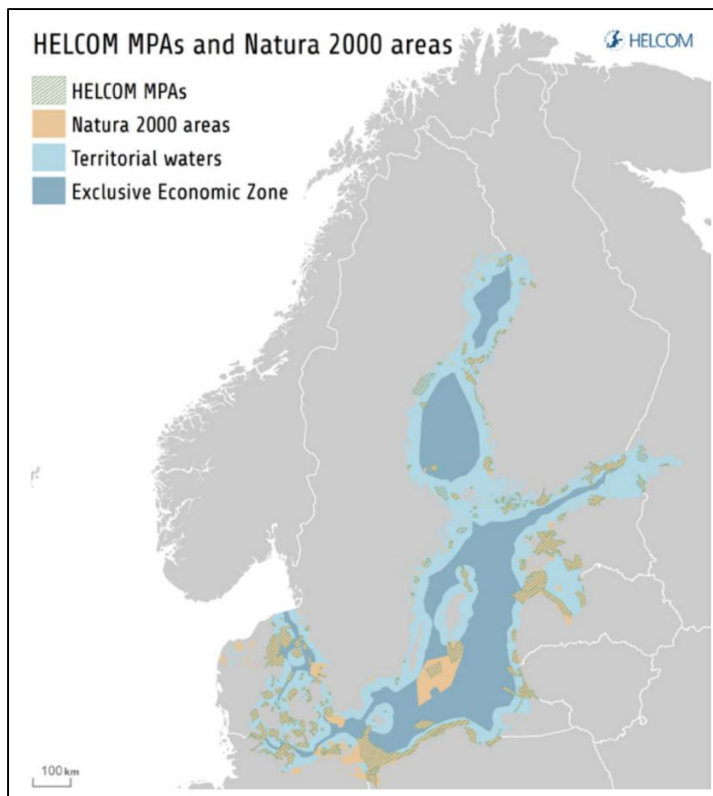 HELCOM MPAs and Natura 2000 areas
HELCOM
HELCOM MPAs
Natura 2000 areas
Territorial waters
Exclusive Economic Zone
100 km